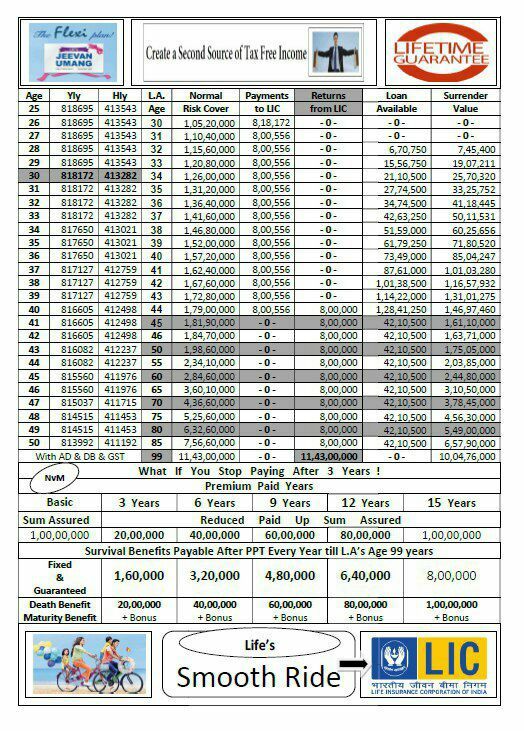 The Flexi plan!
JEEVAN
UMANG
Create a Second Source of Tax Free Income
LIFETIME
GUARANTEE
Age Yly Hly L.A. Normal Payments Returns Loan Surrender
25 818695 413543 Age Risk Cover to LIC from LIC Available Value
26 818695 413543 30 1,05,20,000 8,18,172 - 0 - - 0 - - 0 -
27 818695 413543 31 1,10,40,000 8,00,556 - 0 - - 0 - - 0 -
28 818695 413543 32 1,15,60,000 8,00,556 - 0 - 6,70,750 7,45,400
29 818695 413543 33 1,20,80,000 8,00,556 - 0 - 15,56,750 19,07,211
30 818172 413282 34 1,26,00,000 8,00,556 - 0 - 21,10,500 25,70,320
31 818172 413282 35 1,31,20,000 8,00,556 - 0 - 27,74,500 33,25,752
32 818172 413282 36 1,36,40,000 8,00,556 - 0 - 34,74,500 41,18,445
33 818172 413282 37 1,41,60,000 8,00,556 - 0 - 42,63,250 50,11,531
34 817650 413021 38 1,46,80,000 8,00,556 - 0 - 51,59,000 60,25,656
35 817650 413021 39 1,52,00,000 8,00,556 - 0 - 61,79,250 71,80,520
36 817650 413021 40 1,57,20,000 8,00,556 - 0 - 73,49,000 85,04,247
37 817127 412759 41 1,62,40,000 8,00,556 - 0 - 87,61,000 1,01,03,280
38 817127 412759 42 1,67,60,000 8,00,556 - 0 - 1,01,38,500 1,16,57,932
39 817127 412759 43 1,72,80,000 8,00,556 - 0 - 1,14,22,000 1,31,01,275
40 816605 412498 44 1,79,00,000 8,00,556 8,00,000 1,28,41,250 1,46,97,460
41 816605 412498 45 1,81,90,000 - 0 - 8,00,000 42,10,500 1,61,10,000
42 816605 412498 46 1,84,70,000 - 0 - 8,00,000 42,10,500 1,63,71,000
43 816082 412237 50 1,98,60,000 - 0 - 8,00,000 42,10,500 1,75,05,000
44 816082 412237 55 2,34,10,000 - 0 - 8,00,000 42,10,500 2,03,85,000
45 815560 411976 60 2,84,60,000 - 0 - 8,00,000 42,10,500 2,44,80,000
46 815560 411976 65 3,60,10,000 - 0 - 8,00,000 42,10,500 3,10,50,000
47 815037 411715 70 4,36,60,000 - 0 - 8,00,000 42,10,500 3,78,45,000
48 814515 411453 75 5,25,60,000 - 0 - 8,00,000 42,10,500 4,56,30,000
49 814515 411453 80 6,32,60,000 - 0 - 8,00,000 42,10,500 5,49,00,000
50 813992 411192 85 7,56,60,000 - 0 - 8,00,000 42,10,500 6,57,90,000
With AD & DB & GST 99 11,43,00,000 - 0 - 11,43,00,000 - 0 - 10,04,76,000
NvM
What If You Stop Paying After 3 Years !
Premium Paid Years
Basic 3 Years 6 Years 9 Years 12 Years 15 Years
Sum Assured Reduced Paid Up Sum Assured
1,00,00,000 20,00,000 40,00,000 60,00,000 80,00,000 1,00,00,000
Survival Benefits Payable After PPT Every Year till L.A's Age 99 years
Fixed
& 1,60,000 3,20,000 4,80,000 6,40,000 8,00,000
Guaranteed
Death Benefit 20,00,000 40,00,000 60,00,000 80,00,000 1,00,00,000
Maturity Benefit + Bonus + Bonus + Bonus + Bonus + Bonus
Life's
Smooth Ride
LIC
भारतीय जीवन बीमा निगम
LIFE INSURANCE CORPORATION OF INDIA